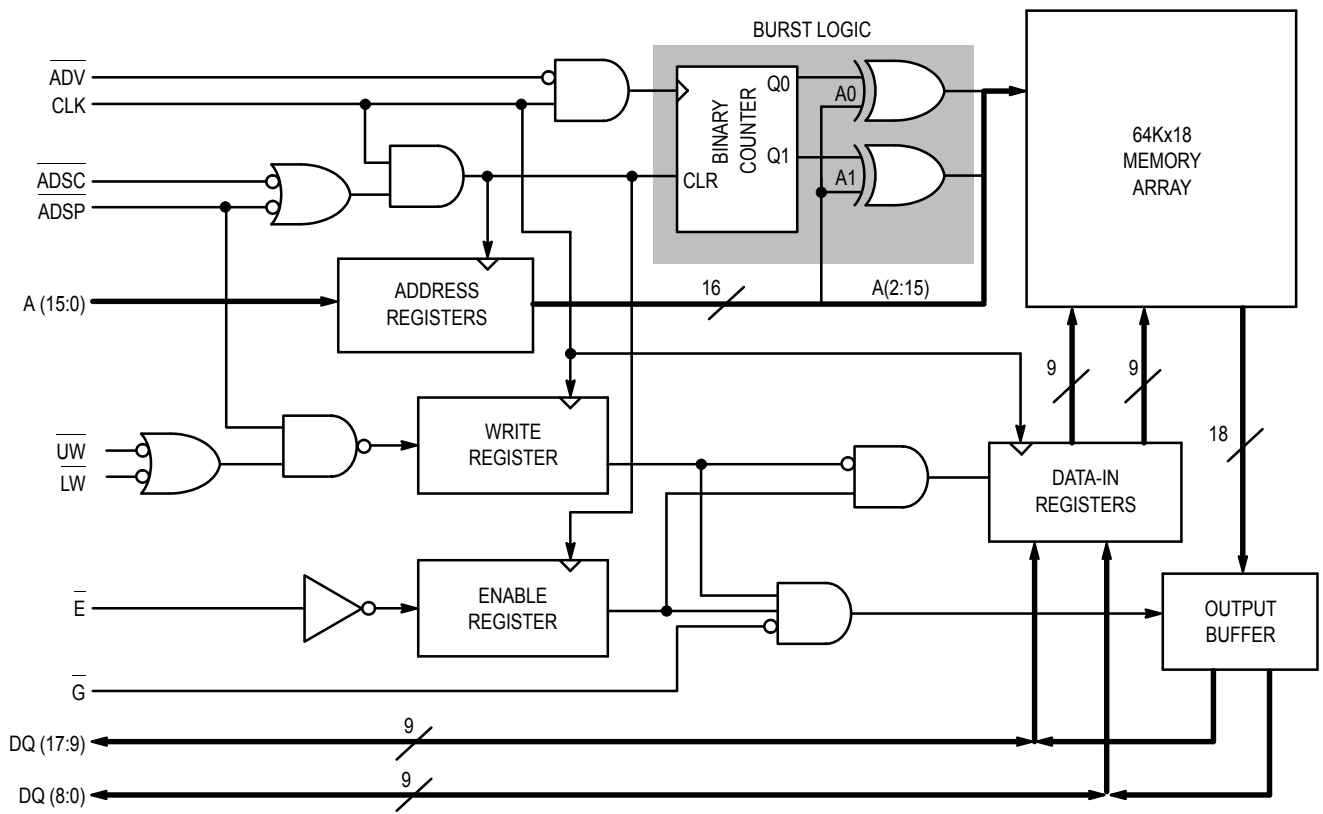 BURST LOGIC
ADV
CLK
ADSC
ADSP
BINARY
COUNTER
Q0
Q1
CLR
A0
A1
64Kx18
MEMORY
ARRAY
A (15:0)
ADDRESS
REGISTERS
16
A(2:15)
9
9
18
UW
LW
WRITE
REGISTER
DATA-IN
REGISTERS
E
ENABLE
REGISTER
OUTPUT
BUFFER
G
DQ (17:9)
9
DQ (8:0)
9